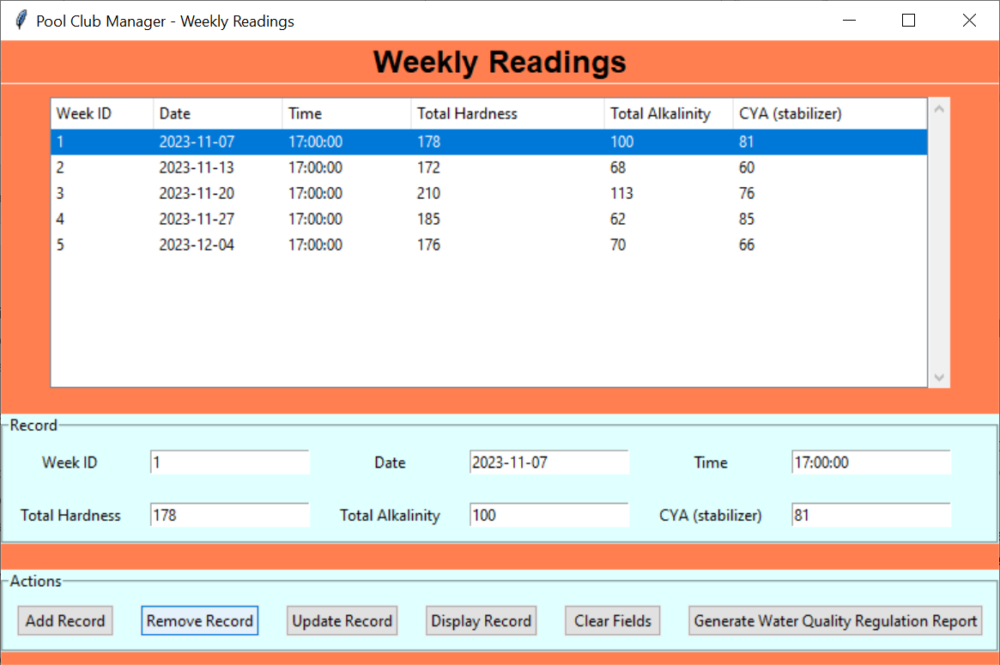 Pool Club Manager - Weekly Readings
Weekly Readings
Week ID Date Time Total Hardness Total Alkalinity CYA (stabilizer)
1 2023-11-07 17:00:00 178 100 81
2 2023-11-13 17:00:00 172 68 60
3 2023-11-20 17:00:00 210 113 76
4 2023-11-27 17:00:00 185 62 85
5 2023-12-04 17:00:00 176 70 66
Record
Week ID 1 Date 2023-11-07 Time 17:00:00
Total Hardness 178 Total Alkalinity 100 CYA (stabilizer) 81
Actions
Add Record Remove Record Update Record Display Record Clear Fields Generate Water Quality Regulation Report